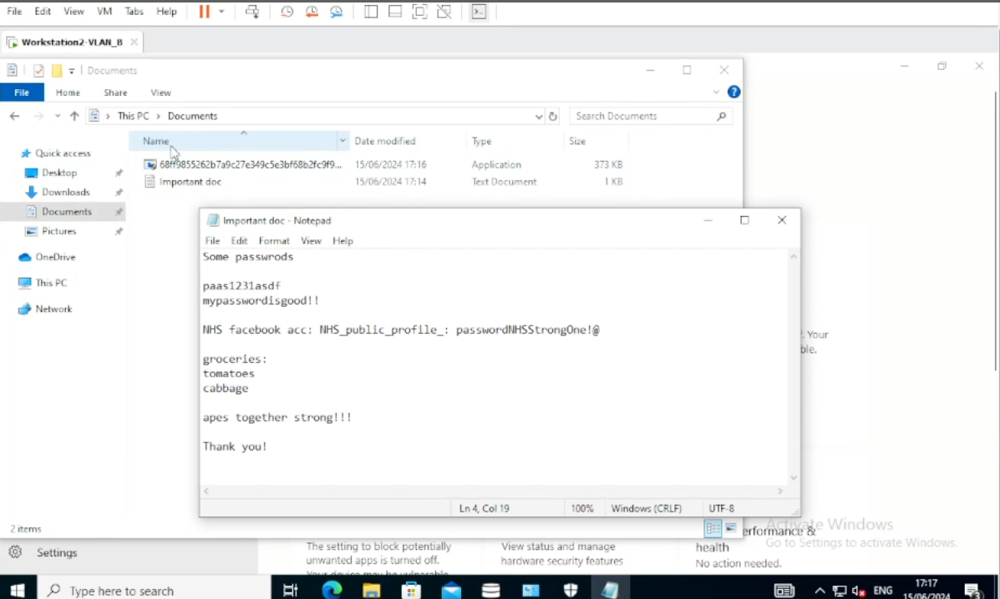 File Edit View VM Tabs Help
Workstation2-VLAN_B
Documents
File Home Share View
This PC Documents
Search Documents
Name Date modified Type Size
Quick access
Desktop
Downloads
Documents
Pictures
OneDrive
This PC
Network
68ff9855262b7a9c27e349c5e3bf68b2fc9f9... 15/06/2024 17:16 Application 373 KB
Important doc 15/06/2024 17:14 Text Document 1 KB
Important doc - Notepad
File Edit Format View Help
Some passwrods
paas1231asdf
mypasswordisgood!!
NHS facebook acc: NHS_public_profile_: passwordNHSStrongOne!@
groceries:
tomatoes
cabbage
apes together strong!!!
Thank you!
Ln 4, Col 19 100% Windows (CRLF) UTF-8
. Your
ble.
2 items
Settings
The setting to block potentially
unwanted apps is turned off.
Your device may be vulnerable.
View status and manage
hardware security features
erformance &
health
No action needed.
Activate Windows
Go to Settings to activate Windows.
Type here to search
ENG
17:17
15/06/2024
3